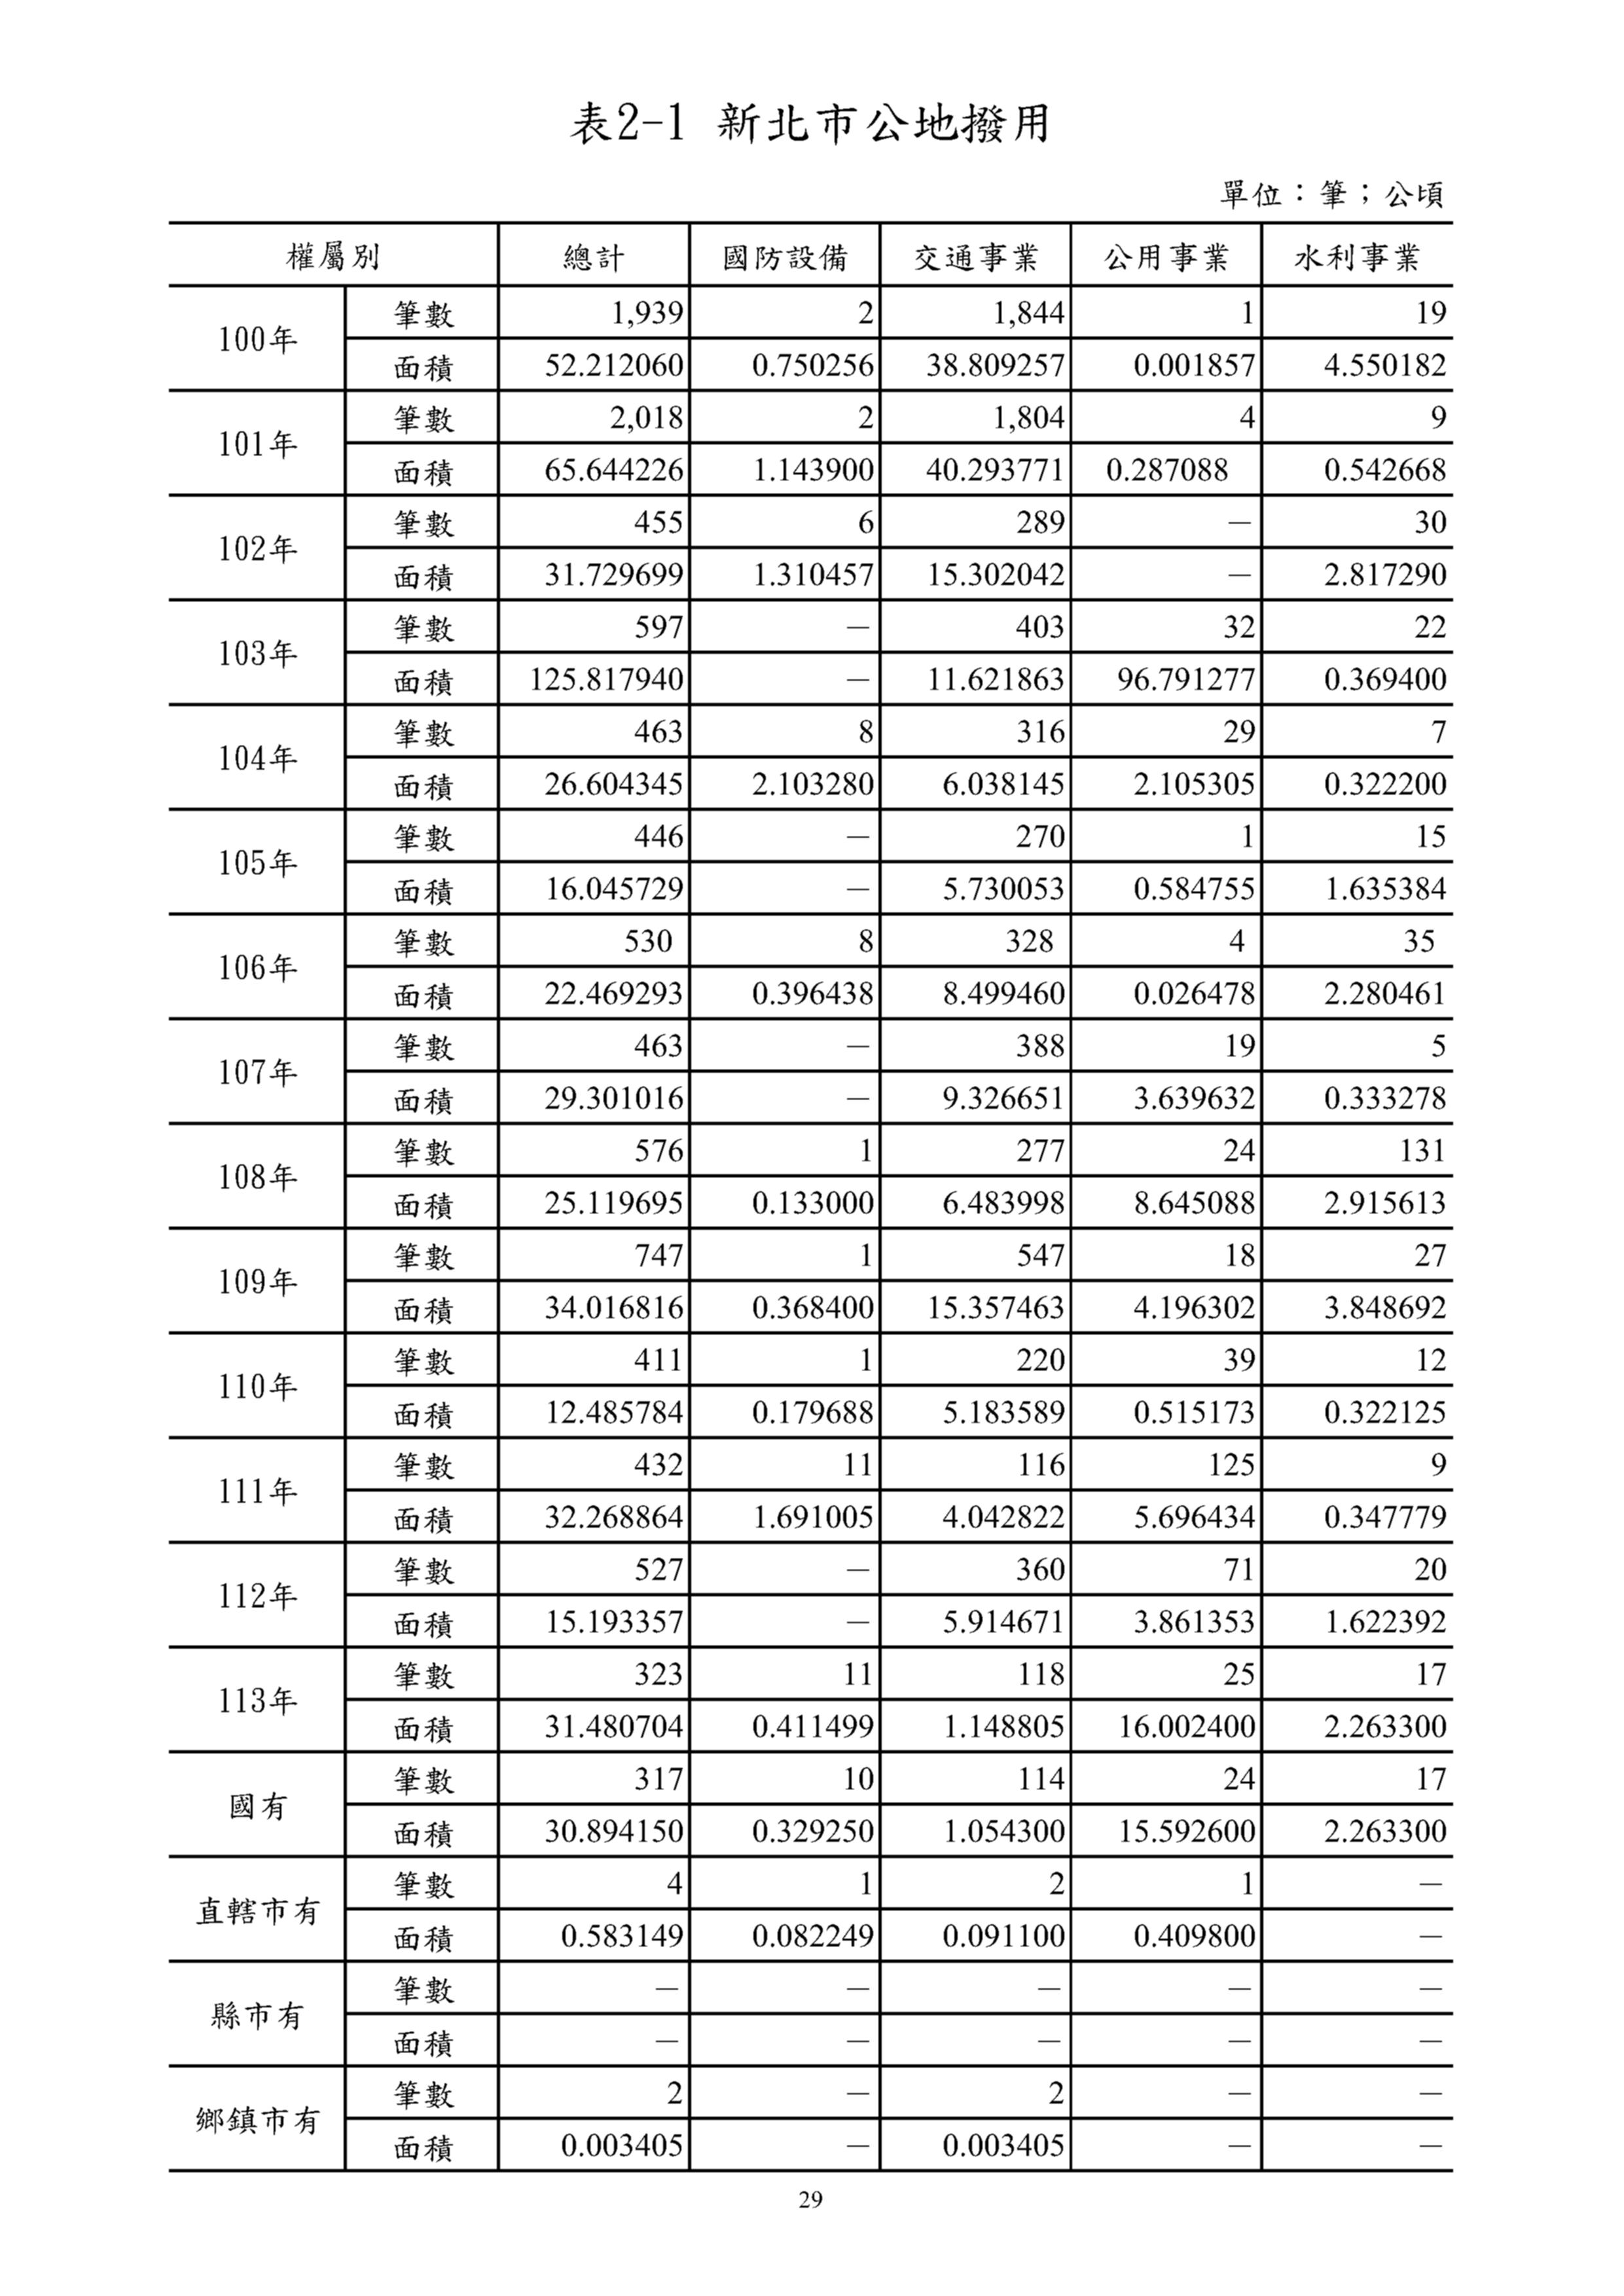 表2-1 新北市公地撥用
單位：筆；公頃
權屬別 總計 國防設備 交通事業 公用事業 水利事業
100年 筆數 1,939 2 1,844 1 19
面積 52.212060 0.750256 38.809257 0.001857 4.550182
101年 筆數 2,018 2 1,804 4 9
面積 65.644226 1.143900 40.293771 0.287088 0.542668
102年 筆數 455 6 289 － 30
面積 31.729699 1.310457 15.302042 － 2.817290
103年 筆數 597 － 403 32 22
面積 125.817940 － 11.621863 96.791277 0.369400
104年 筆數 463 8 316 29 7
面積 26.604345 2.103280 6.038145 2.105305 0.322200
105年 筆數 446 － 270 1 15
面積 16.045729 － 5.730053 0.584755 1.635384
106年 筆數 530 8 328 4 35
面積 22.469293 0.396438 8.499460 0.026478 2.280461
107年 筆數 463 － 388 19 5
面積 29.301016 － 9.326651 3.639632 0.333278
108年 筆數 576 1 277 24 131
面積 25.119695 0.133000 6.483998 8.645088 2.915613
109年 筆數 747 1 547 18 27
面積 34.016816 0.368400 15.357463 4.196302 3.848692
110年 筆數 411 1 220 39 12
面積 12.485784 0.179688 5.183589 0.515173 0.322125
111年 筆數 432 11 116 125 9
面積 32.268864 1.691005 4.042822 5.696434 0.347779
112年 筆數 527 － 360 71 20
面積 15.193357 － 5.914671 3.861353 1.622392
113年 筆數 323 11 118 25 17
面積 31.480704 0.411499 1.148805 16.002400 2.263300
國有 筆數 317 10 114 24 17
面積 30.894150 0.329250 1.054300 15.592600 2.263300
直轄市有 筆數 4 1 2 1 －
面積 0.583149 0.082249 0.091100 0.409800 －
縣市有 筆數 － － － － －
面積 － － － － －
鄉鎮市有 筆數 2 － 2 － －
面積 0.003405 － 0.003405 － －
29